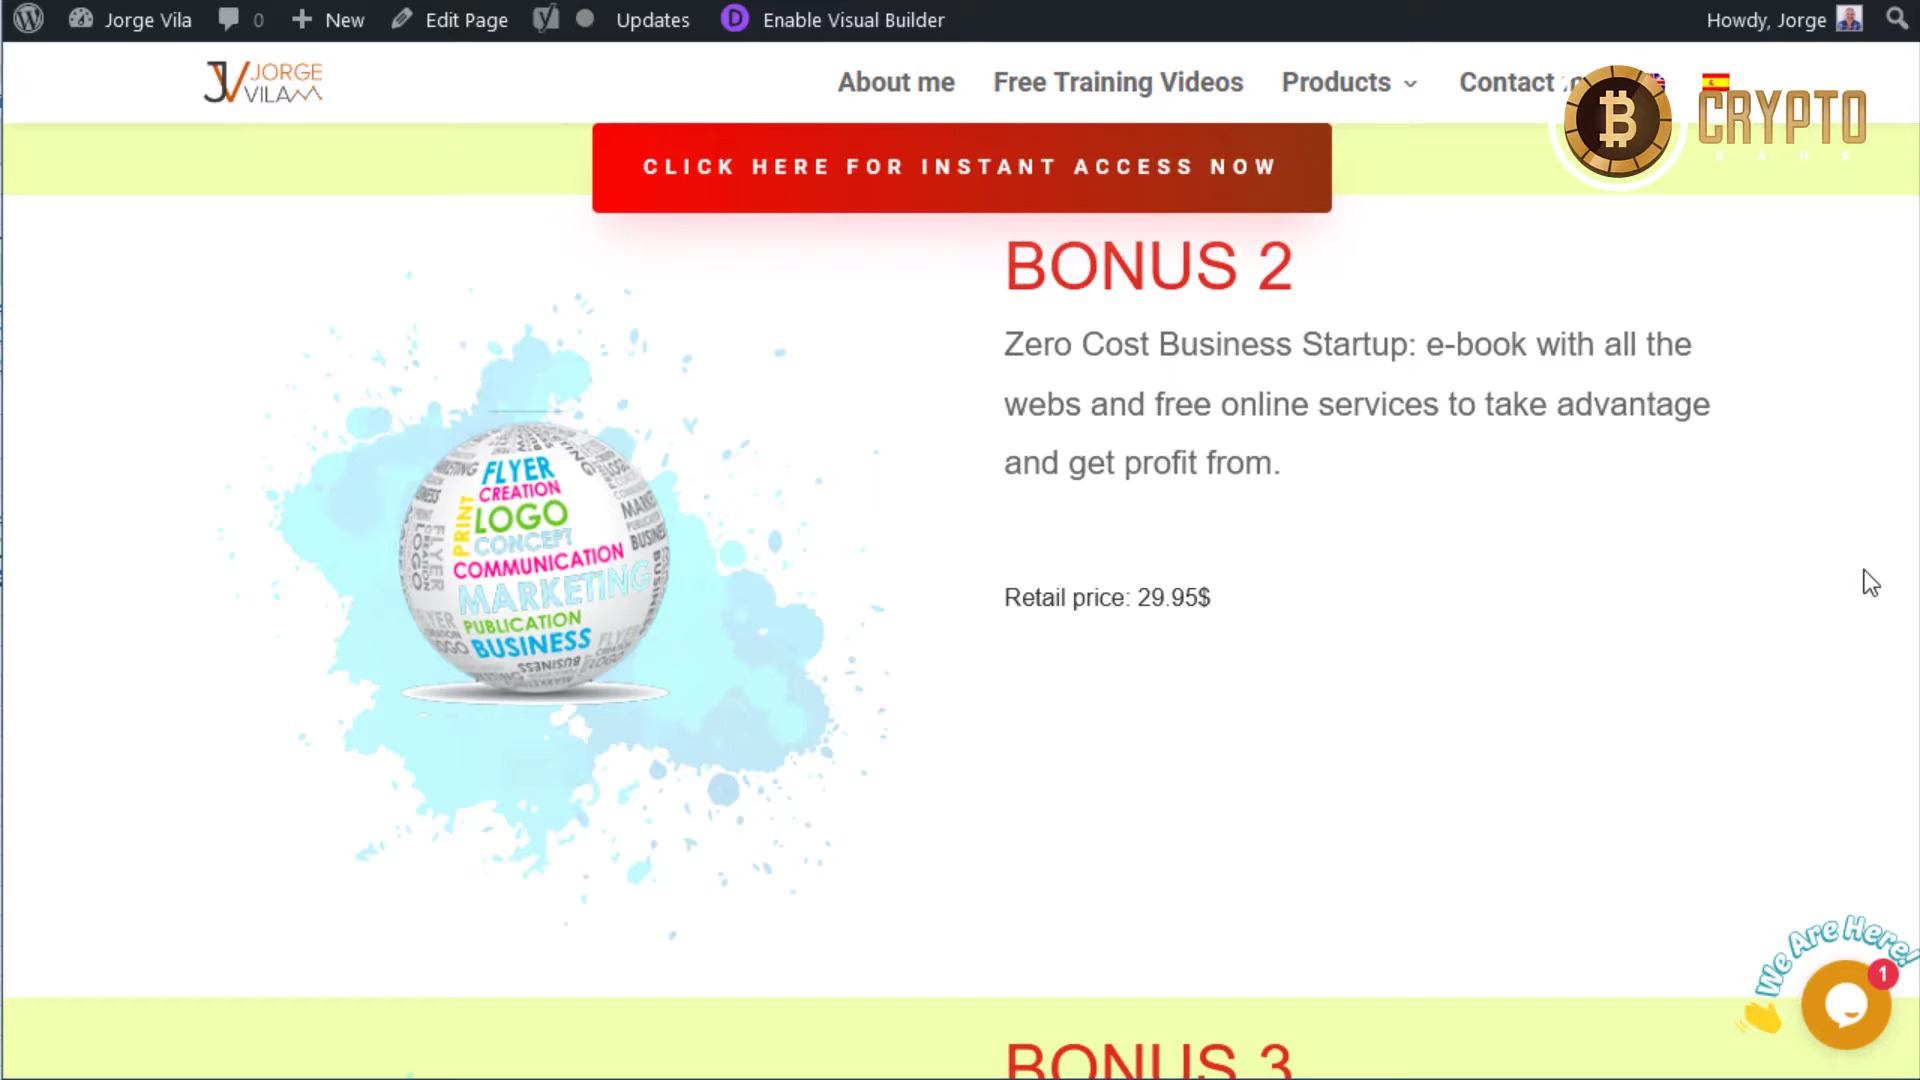 Jorge Vila 0 New Edit Page Updates D Enable Visual Builder Howdy, Jorge
JV JORGE VILA
About me Free Training Videos Products Contact
CRYPTO
BANK
CLICK HERE FOR INSTANT ACCESS NOW
BONUS 2
Zero Cost Business Startup: e-book with all the
webs and free online services to take advantage
and get profit from.
Retail price: 29.95$
FLYER
CREATION
PRINT
LOGO
CONCEPT
COMMUNICATION
MARKETING
PUBLICATION
BUSINESS
We Are Here!
1
BONUS 3